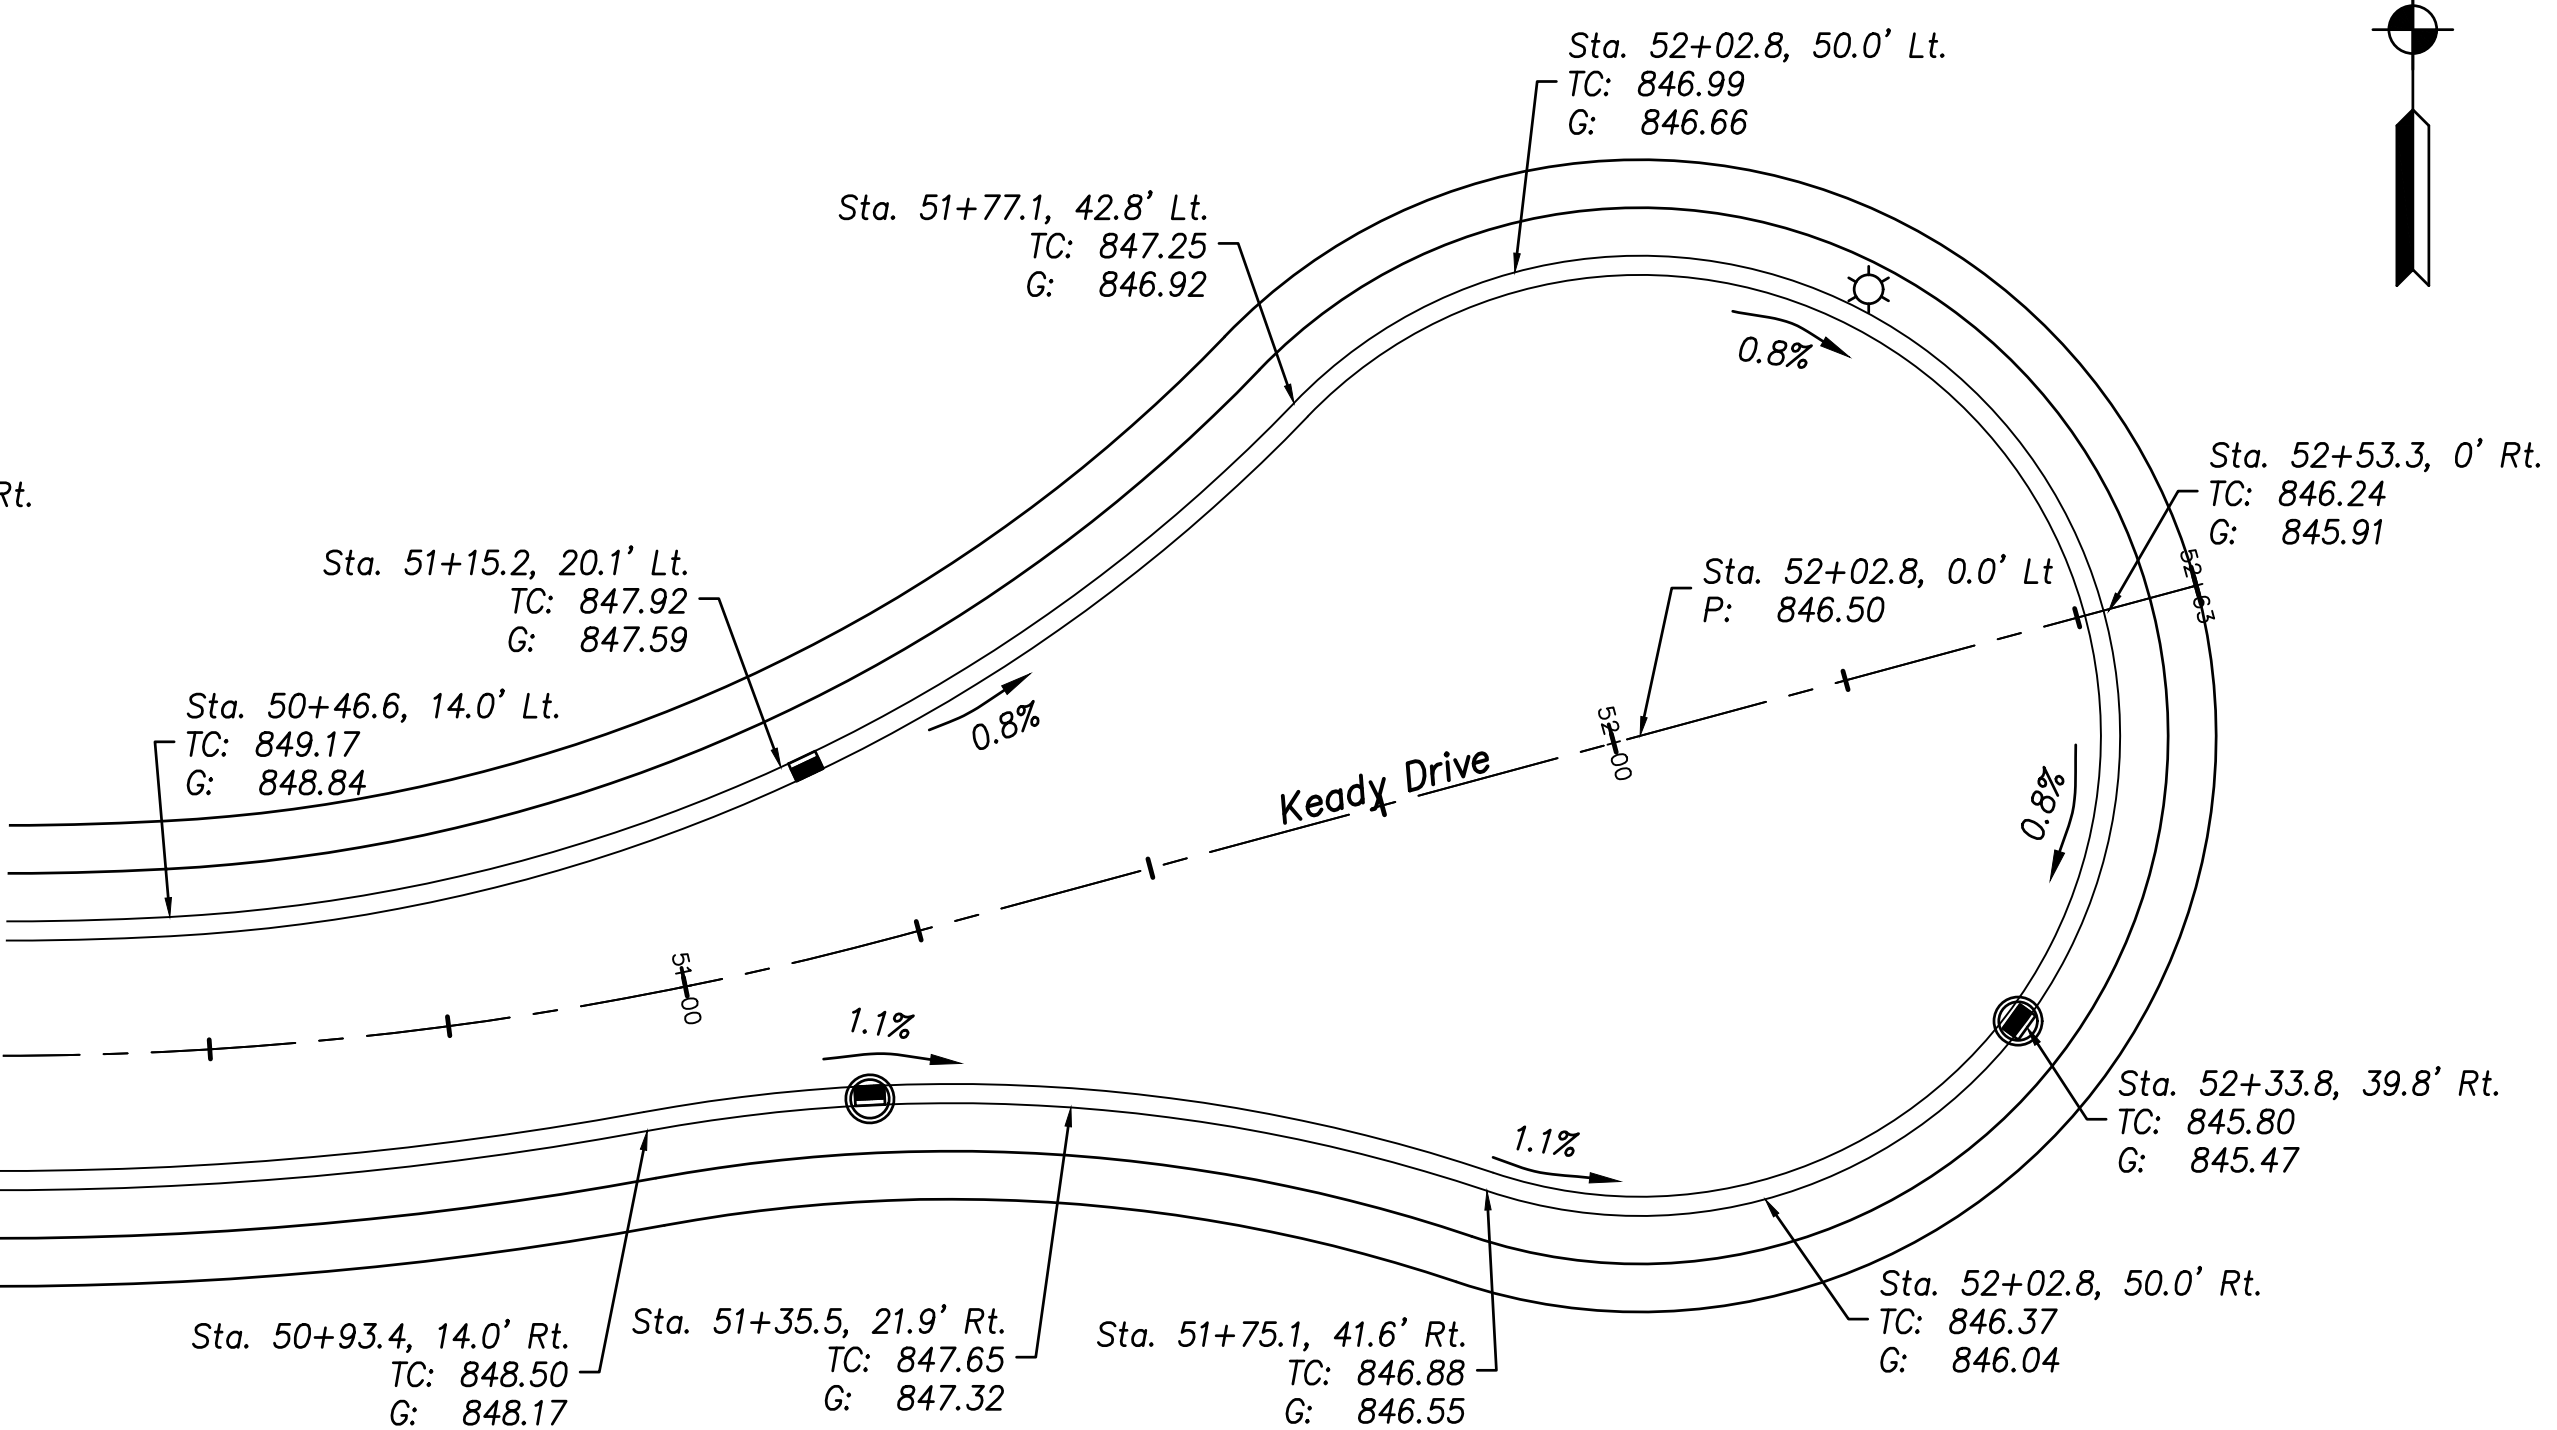 Sta. 52+02.8, 50.0' Lt.
TC: 846.99
G: 846.66
Sta. 51+77.1, 42.8' Lt.
TC: 847.25
G: 846.92
0.8%
Sta. 52+53.3, 0' Rt.
TC: 846.24
G: 845.91
Rt.
Sta. 51+15.2, 20.1' Lt.
TC: 847.92
G: 847.59
Sta. 52+02.8, 0.0' Lt
P: 846.50
52+63
Sta. 50+46.6, 14.0' Lt.
TC: 849.17
G: 848.84
0.8%
52+00
Keady Drive
0.8%
51+00
1.1%
1.1%
Sta. 52+33.8, 39.8' Rt.
TC: 845.80
G: 845.47
Sta. 50+93.4, 14.0' Rt.
TC: 848.50
G: 848.17
Sta. 51+35.5, 21.9' Rt.
TC: 847.65
G: 847.32
Sta. 51+75.1, 41.6' Rt.
TC: 846.88
G: 846.55
Sta. 52+02.8, 50.0' Rt.
TC: 846.37
G: 846.04